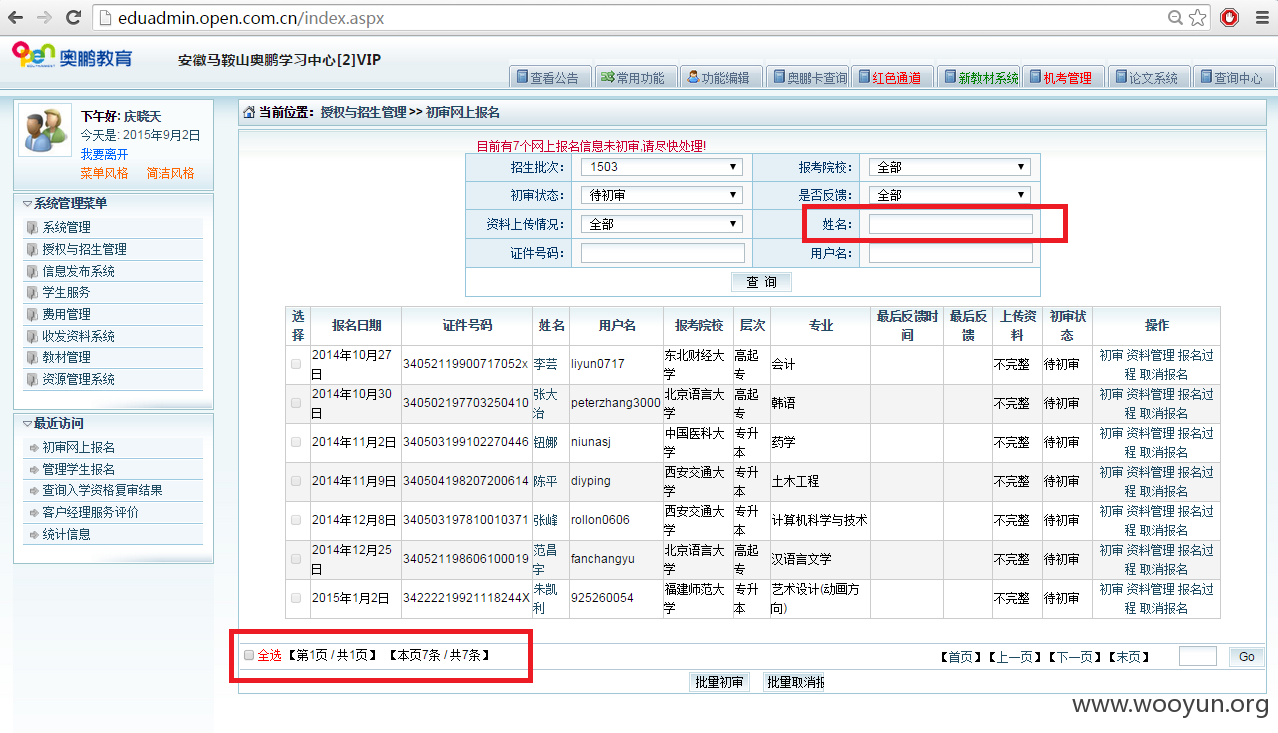 eduadmin.open.com.cn/index.aspx
open 奥鹏教育
安徽马鞍山奥鹏学习中心[2]VIP
查看公告 常用功能 功能编辑 奥鹏卡查询 红色通道 新教材系统 机考管理 论文系统 查询中心
下午好: 庆晓天
今天是: 2015年9月2日
我要离开
菜单风格 简洁风格
系统管理菜单
系统管理
授权与招生管理
信息发布系统
学生服务
费用管理
收发资料系统
教材管理
资源管理系统
最近访问
初审网上报名
管理学生报名
查询入学资格复审结果
客户经理服务评价
统计信息
当前位置: 授权与招生管理 >> 初审网上报名
目前有7个网上报名信息未初审,请尽快处理!
招生批次: 1503 报考院校: 全部
初审状态: 待初审 是否反馈: 全部
资料上传情况: 全部 姓名:
证件号码: 用户名:
查 询
选择 报名日期 证件号码 姓名 用户名 报考院校 层次 专业 最后反馈时间 最后反馈 上传资料 初审状态 操作
2014年10月27日 34052119900717052x 李芸 liyun0717 东北财经大学 高起专 会计 不完整 待初审 初审 资料管理 报名过程 取消报名
2014年10月30日 340502197703250410 张大治 peterzhang3000 北京语言大学 高起专 韩语 不完整 待初审 初审 资料管理 报名过程 取消报名
2014年11月2日 340503199102270446 钮娜 niunasj 中国医科大学 专升本 药学 不完整 待初审 初审 资料管理 报名过程 取消报名
2014年11月9日 340504198207200614 陈平 diyping 西安交通大学 专升本 土木工程 不完整 待初审 初审 资料管理 报名过程 取消报名
2014年12月8日 340503197810010371 张峰 rollon0606 西安交通大学 专升本 计算机科学与技术 不完整 待初审 初审 资料管理 报名过程 取消报名
2014年12月25日 340521198606100019 范昌宇 fanchangyu 北京语言大学 高起专 汉语言文学 不完整 待初审 初审 资料管理 报名过程 取消报名
2015年1月2日 34222219921118244X 朱凯利 925260054 福建师范大学 专升本 艺术设计(动画方向) 不完整 待初审 初审 资料管理 报名过程 取消报名
全选 【第1页 / 共1页】 【本页7条 / 共7条】 【首页】【上一页】【下一页】【末页】 Go
批量初审 批量取消报
www.wooyun.org